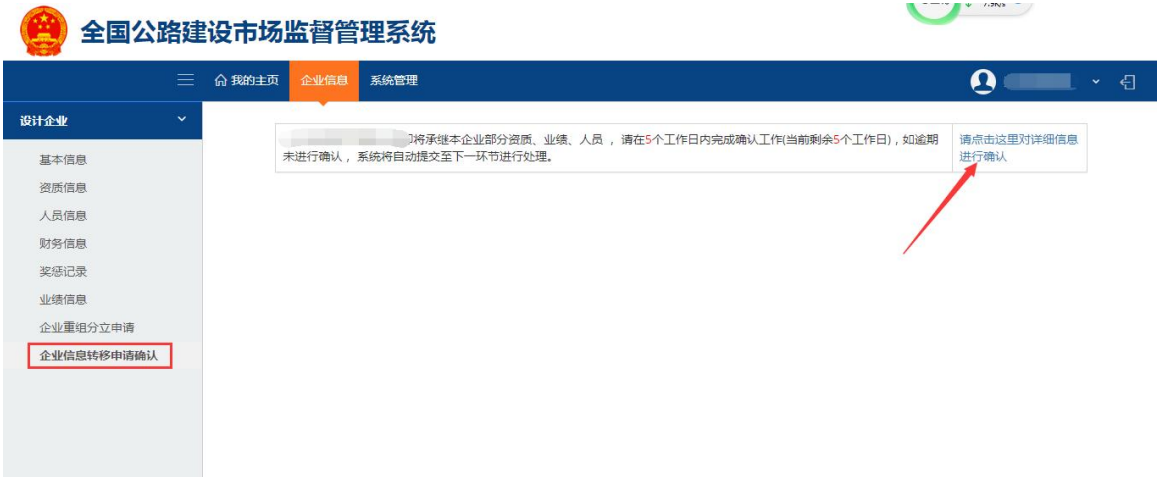 全国公路建设市场监督管理系统
我的主页 企业信息 系统管理
设计企业
基本信息
资质信息
人员信息
财务信息
奖惩记录
业绩信息
企业重组分立申请
企业信息转移申请确认
将承继本企业部分资质、业绩、人员 ，请在5个工作日内完成确认工作(当前剩余5个工作日)，如逾期
未进行确认 ，系统将自动提交至下一环节进行处理。
请点击这里对详细信息
进行确认